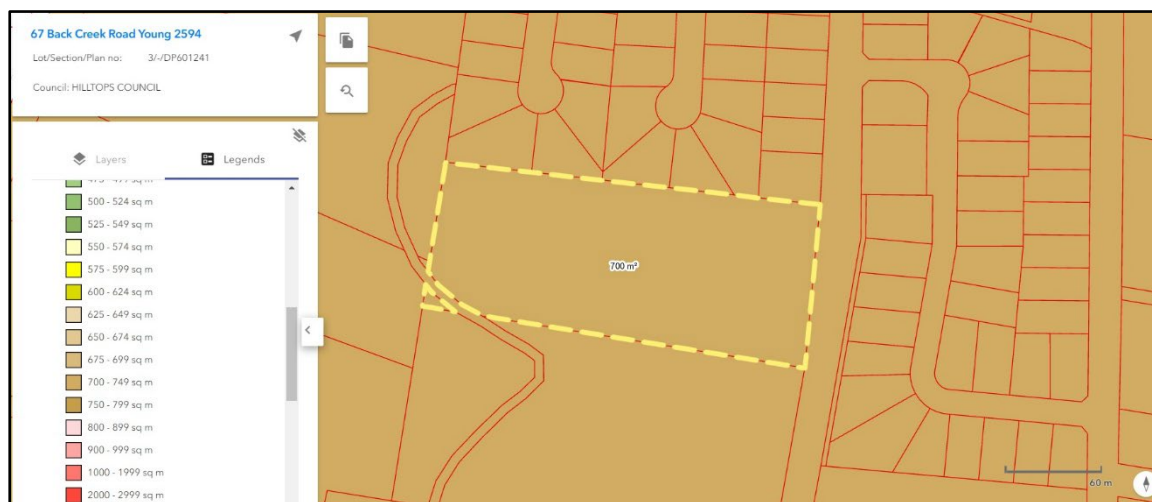 67 Back Creek Road Young 2594
Lot/Section/Plan no: 3/-/DP601241
Council: HILLTOPS COUNCIL
Layers
Legends
475 - 499 sq m
500 - 524 sq m
525 - 549 sq m
550 - 574 sq m
575 - 599 sq m
600 - 624 sq m
625 - 649 sq m
650 - 674 sq m
675 - 699 sq m
700 - 749 sq m
750 - 799 sq m
800 - 899 sq m
900 - 999 sq m
1000 - 1999 sq m
2000 - 2999 sq m
700 m²
60 m